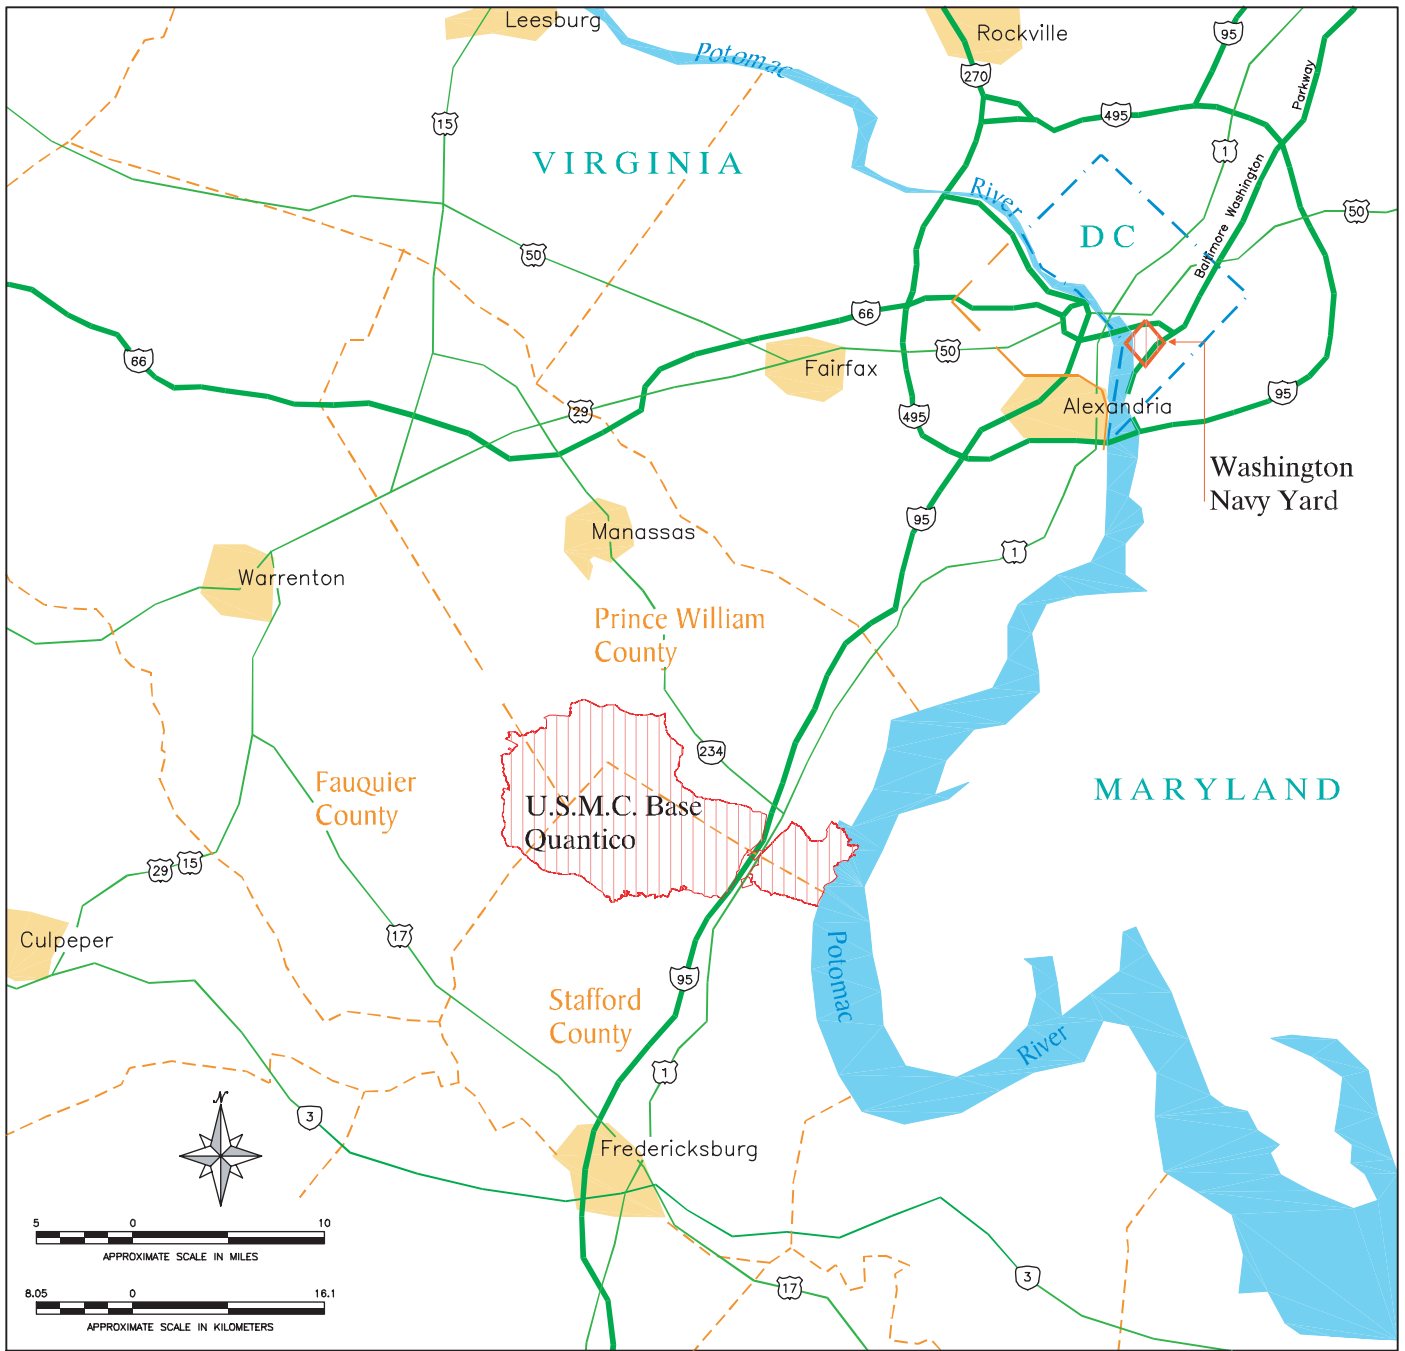 Leesburg
Rockville
95
Potomac
270
Parkway
495
15
1
VIRGINIA
Baltimore Washington
River
50
DC
50
66
66
50
Fairfax
29
495
95
Alexandria
Washington
Navy Yard
95
Manassas
1
Warrenton
Prince William
County
234
Fauquier
County
U.S.M.C. Base
Quantico
MARYLAND
29
15
17
Culpeper
Potomac
95
Stafford
County
River
1
N
3
Fredericksburg
5 0 10
APPROXIMATE SCALE IN MILES
3
17
8.05 0 16.1
APPROXIMATE SCALE IN KILOMETERS